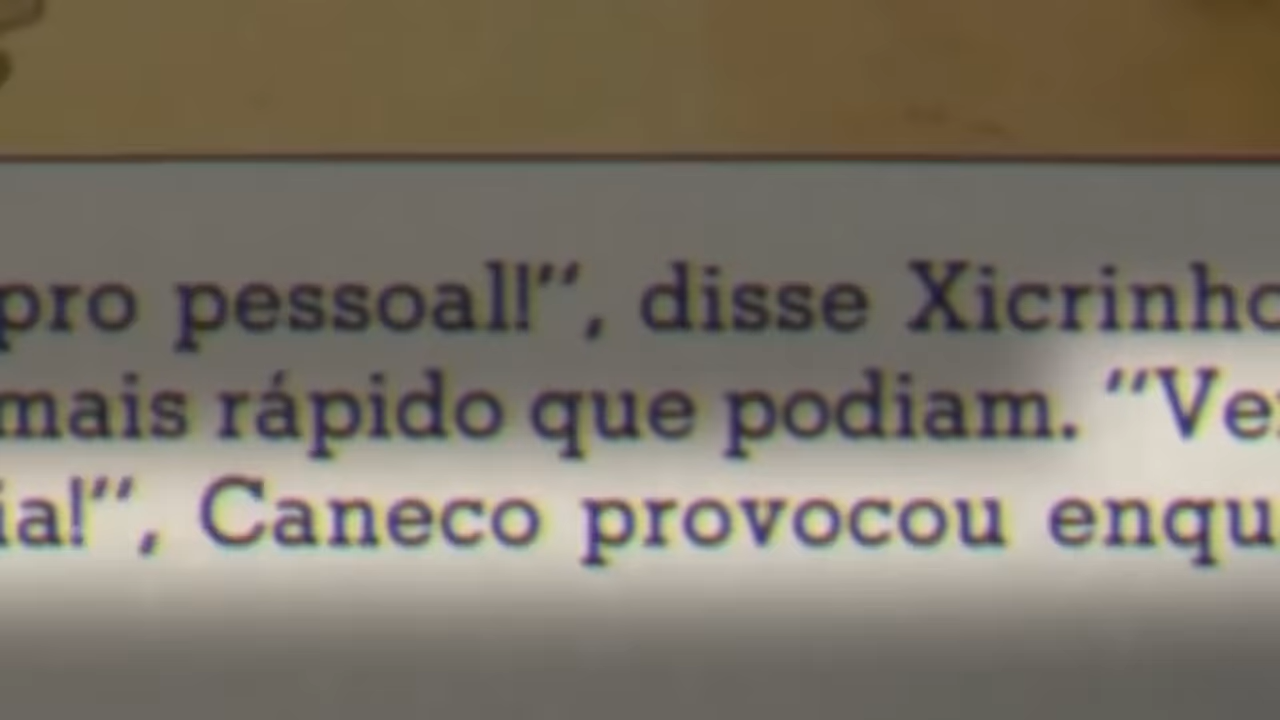 pro pessoal!”, disse Xicrinho
mais rápido que podiam. “Ve
ia!”, Caneco provocou enqu